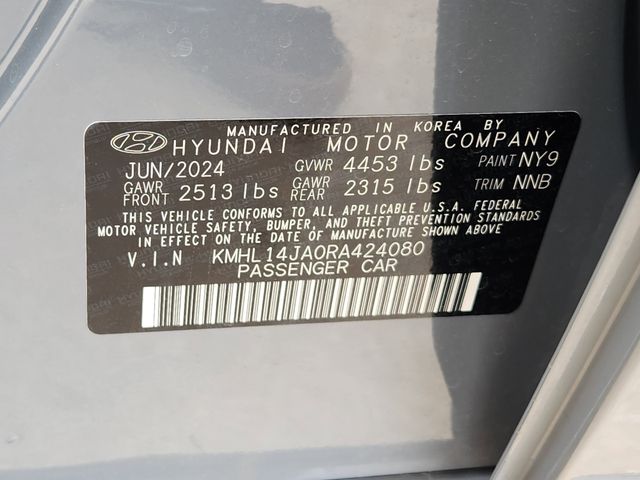 MANUFACTURED IN KOREA BY
HYUNDAI MOTOR COMPANY
JUN/2024 GVWR 4453 lbs PAINT NY9
GAWR FRONT 2513 lbs GAWR REAR 2315 lbs TRIM NNB
THIS VEHICLE CONFORMS TO ALL APPLICABLE U.S.A. FEDERAL
MOTOR VEHICLE SAFETY, BUMPER, AND THEFT PREVENTION STANDARDS
IN EFFECT ON THE DATE OF MANUFACTURE SHOWN ABOVE
V.I.N KMHL14JA0RA424080
PASSENGER CAR